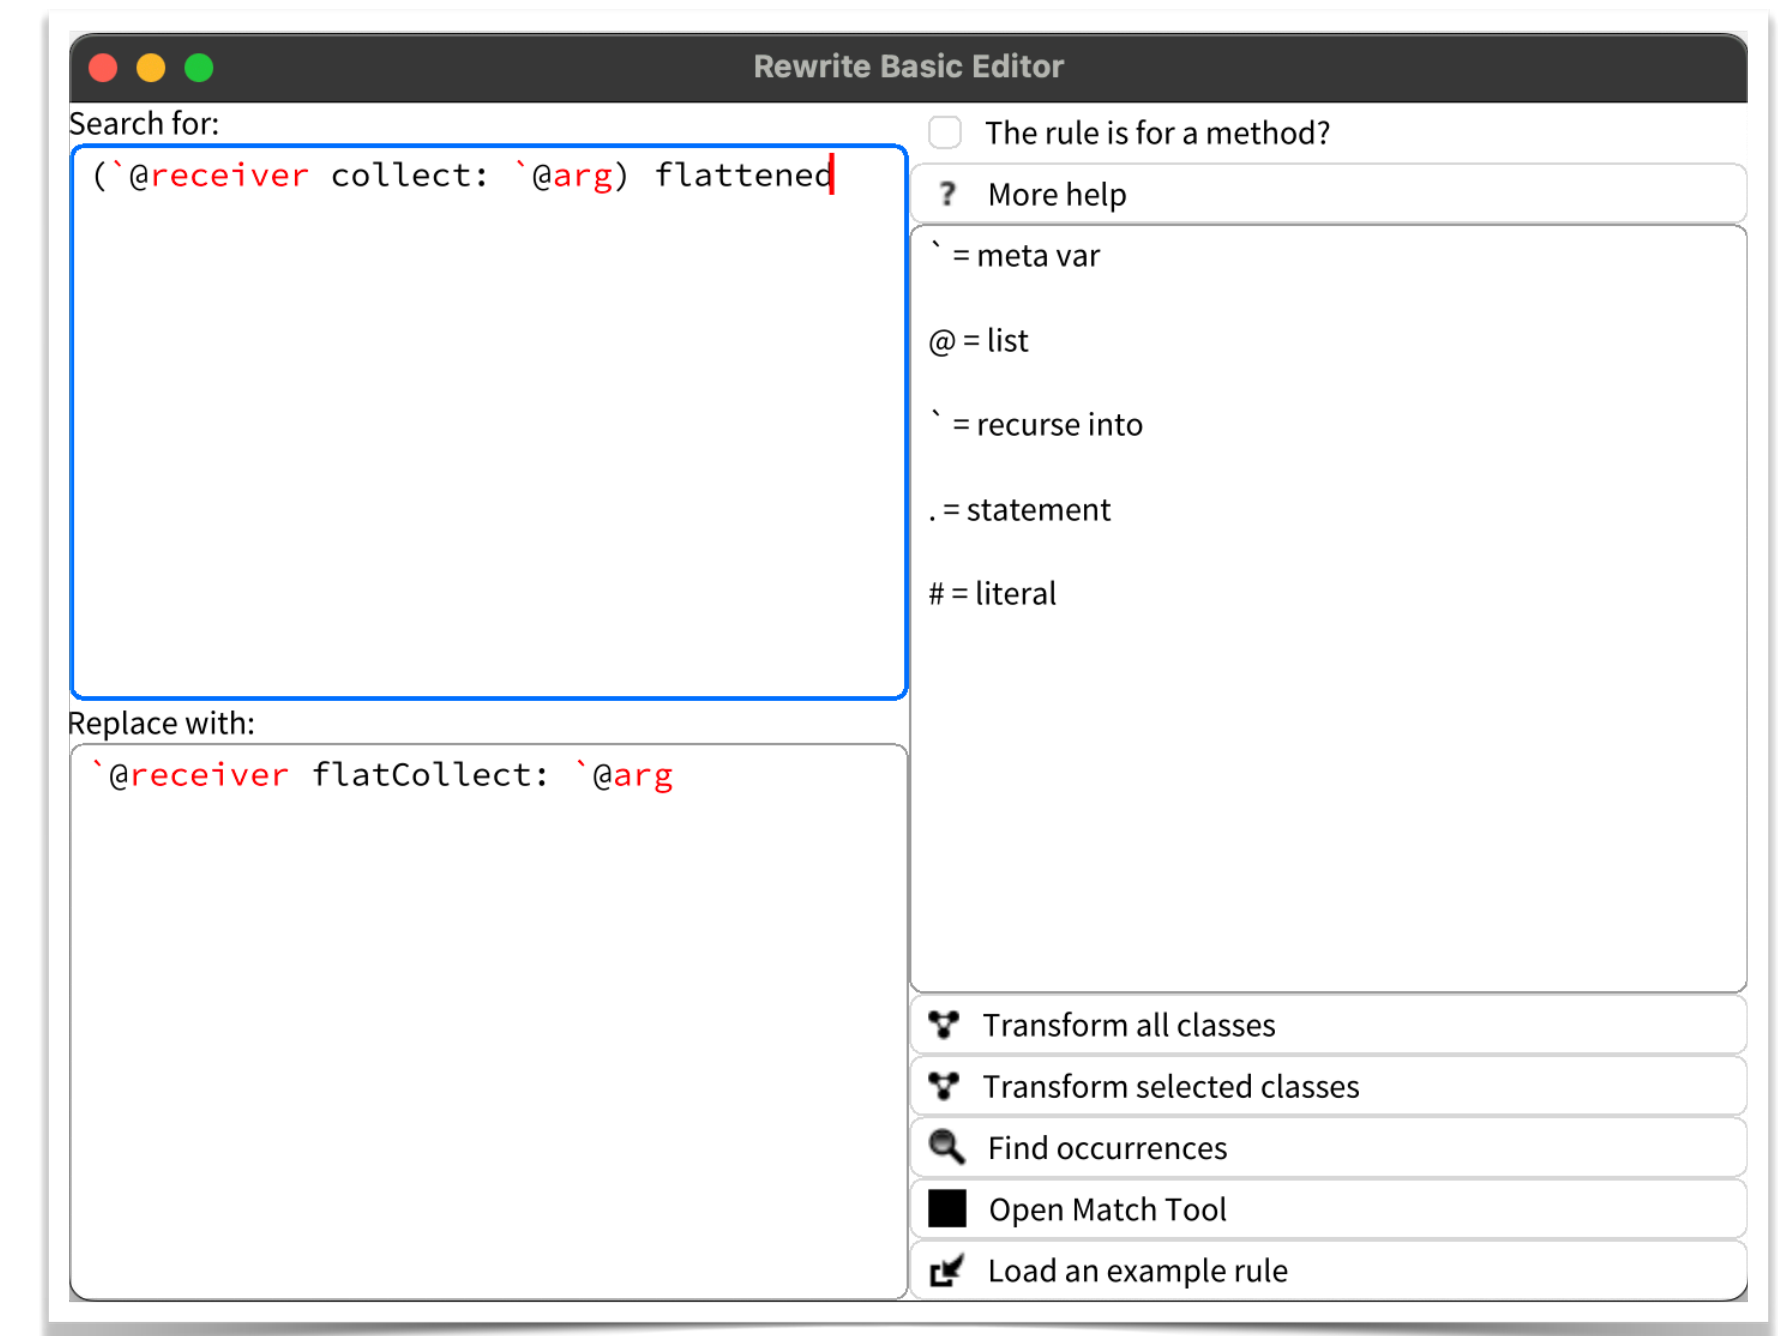 Rewrite Basic Editor
Search for:
(`@receiver collect: `@arg) flattened
Replace with:
`@receiver flatCollect: `@arg
The rule is for a method?
? More help
` = meta var
@ = list
` = recurse into
. = statement
# = literal
Transform all classes
Transform selected classes
Find occurrences
Open Match Tool
Load an example rule